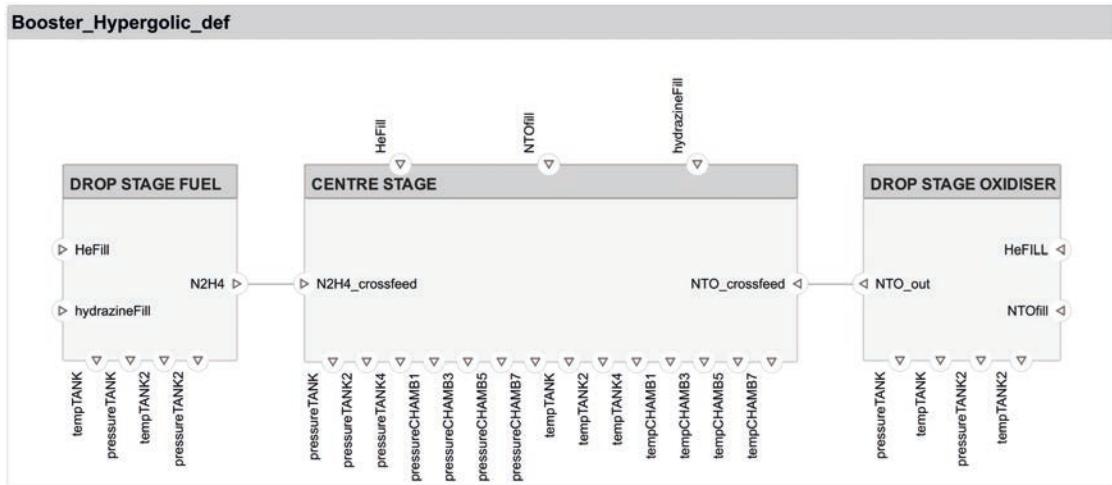 Booster_Hypergolic_def
HeFill
NTOfill
hydrazineFill
DROP STAGE FUEL
HeFill
N2H4
hydrazineFill
tempTANK
pressureTANK
tempTANK2
pressureTANK2
CENTRE STAGE
N2H4_crossfeed
NTO_crossfeed
pressureTANK
pressureTANK2
pressureTANK4
pressureCHAMB1
pressureCHAMB3
pressureCHAMB5
pressureCHAMB7
tempTANK
tempTANK2
tempTANK4
tempCHAMB1
tempCHAMB3
tempCHAMB5
tempCHAMB7
DROP STAGE OXIDISER
HeFILL
NTO_out
NTOfill
pressureTANK
tempTANK
pressureTANK2
tempTANK2